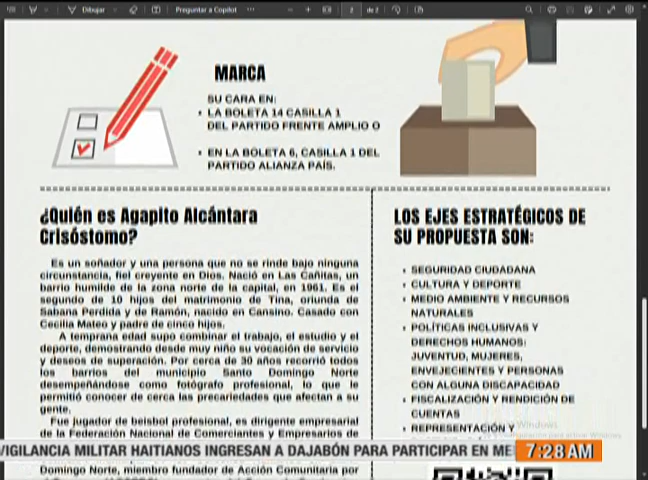 Dibujar
Preguntar a Copilot
2
de 2
MARCA
SU CARA EN:
• LA BOLETA 14 CASILLA 1
DEL PARTIDO FRENTE AMPLIO O
• EN LA BOLETA 6, CASILLA 1 DEL
PARTIDO ALIANZA PAÍS.
¿Quién es Agapito Alcántara
Crisóstomo?
Es un soñador y una persona que no se rinde bajo ninguna
circunstancia, fiel creyente en Dios. Nació en Las Cañitas, un
barrio humilde de la zona norte de la capital, en 1961. Es el
segundo de 10 hijos del matrimonio de Tina, oriunda de
Sabana Perdida y de Ramón, nacido en Cansino. Casado con
Cecilia Mateo y padre de cinco hijos.
A temprana edad supo combinar el trabajo, el estudio y el
deporte, demostrando desde muy niño su vocación de servicio
y deseos de superación. Por cerca de 30 años recorrió todos
los barrios del municipio Santo Domingo Norte
desempeñándose como fotógrafo profesional, lo que le
permitió conocer de cerca las precariedades que afectan a su
gente.
Fue jugador de beisbol profesional, es dirigente empresarial
de la Federación Nacional de Comerciantes y Empresarios de
Domingo Norte, miembro fundador de Acción Comunitaria por
LOS EJES ESTRATÉGICOS DE
SU PROPUESTA SON:
• SEGURIDAD CIUDADANA
• CULTURA Y DEPORTE
• MEDIO AMBIENTE Y RECURSOS
NATURALES
• POLÍTICAS INCLUSIVAS Y
DERECHOS HUMANOS:
JUVENTUD, MUJERES,
ENVEJECIENTES Y PERSONAS
CON ALGUNA DISCAPACIDAD
• FISCALIZACIÓN Y RENDICIÓN DE
CUENTAS
• REPRESENTACIÓN Y
Windows
VIGILANCIA MILITAR HAITIANOS INGRESAN A DAJABÓN PARA PARTICIPAR EN ME
7:28 AM